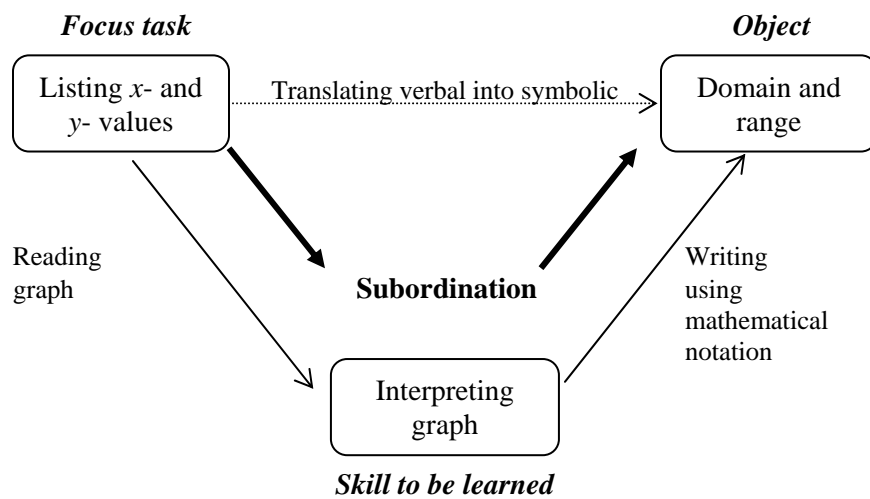 Focus task
Object
Listing x- and
y- values
Translating verbal into symbolic
Domain and
range
Reading
graph
Subordination
Writing
using
mathematical
notation
Interpreting
graph
Skill to be learned